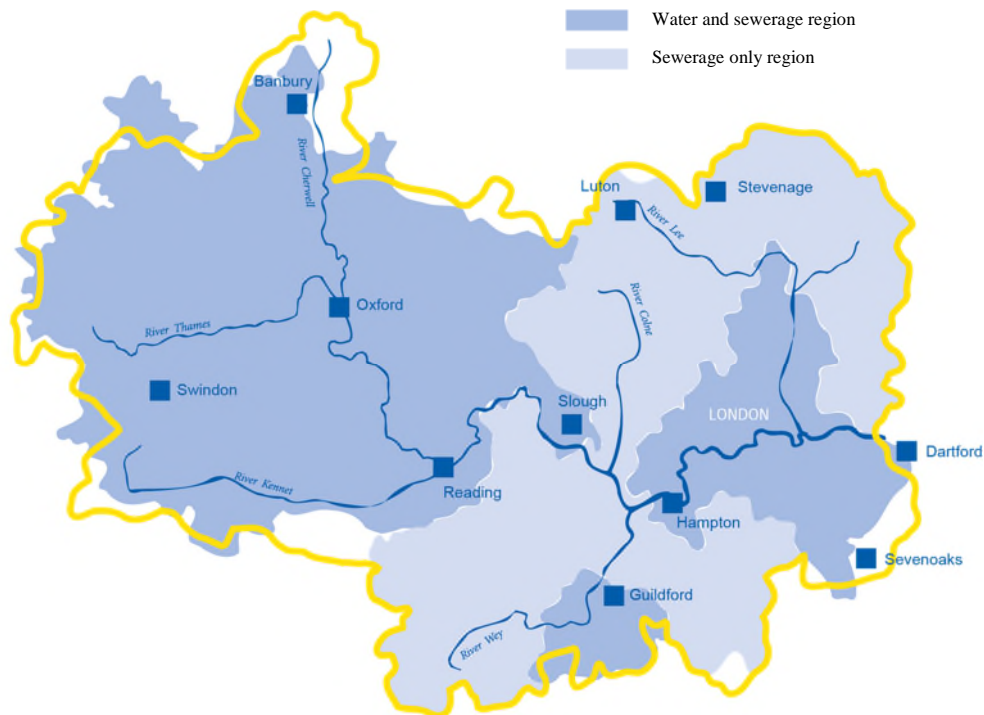 Water and sewerage region
Sewerage only region
Banbury
River Cherwell
Luton
Stevenage
River Lee
Oxford
River Thames
River Colne
Swindon
Slough
LONDON
Dartford
Reading
River Kennet
Hampton
Sevenoaks
Guildford
River Wey